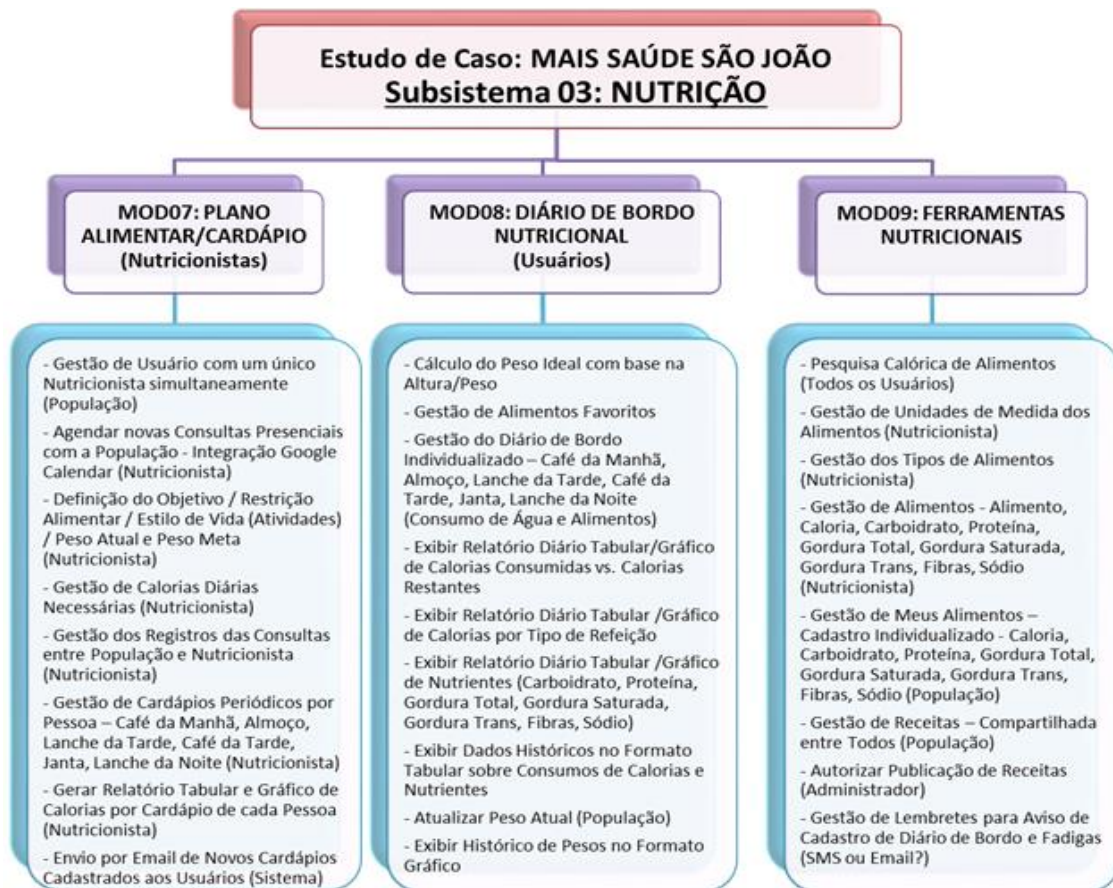 Estudo de Caso: MAIS SAÚDE SÃO JOÃO
Subsistema 03: NUTRIÇÃO
MOD07: PLANO
ALIMENTAR/CARDÁPIO
(Nutricionistas)
- Gestão de Usuário com um único
Nutricionista simultaneamente
(População)
- Agendar novas Consultas Presenciais
com a População - Integração Google
Calendar (Nutricionista)
- Definição do Objetivo / Restrição
Alimentar / Estilo de Vida (Atividades)
/ Peso Atual e Peso Meta
(Nutricionista)
- Gestão de Calorias Diárias
Necessárias (Nutricionista)
- Gestão dos Registros das Consultas
entre População e Nutricionista
(Nutricionista)
- Gestão de Cardápios Periódicos por
Pessoa – Café da Manhã, Almoço,
Lanche da Tarde, Café da Tarde,
Janta, Lanche da Noite (Nutricionista)
- Gerar Relatório Tabular e Gráfico de
Calorias por Cardápio de cada Pessoa
(Nutricionista)
- Envio por Email de Novos Cardápios
Cadastrados aos Usuários (Sistema)
MOD08: DIÁRIO DE BORDO
NUTRICIONAL
(Usuários)
- Cálculo do Peso Ideal com base na
Altura/Peso
- Gestão de Alimentos Favoritos
- Gestão do Diário de Bordo
Individualizado – Café da Manhã,
Almoço, Lanche da Tarde, Café da
Tarde, Janta, Lanche da Noite
(Consumo de Água e Alimentos)
- Exibir Relatório Diário Tabular/Gráfico
de Calorias Consumidas vs. Calorias
Restantes
- Exibir Relatório Diário Tabular /Gráfico
de Calorias por Tipo de Refeição
- Exibir Relatório Diário Tabular /Gráfico
de Nutrientes (Carboidrato, Proteína,
Gordura Total, Gordura Saturada,
Gordura Trans, Fibras, Sódio)
- Exibir Dados Históricos no Formato
Tabular sobre Consumos de Calorias e
Nutrientes
- Atualizar Peso Atual (População)
- Exibir Histórico de Pesos no Formato
Gráfico
MOD09: FERRAMENTAS
NUTRICIONAIS
- Pesquisa Calórica de Alimentos
(Todos os Usuários)
- Gestão de Unidades de Medida dos
Alimentos (Nutricionista)
- Gestão dos Tipos de Alimentos
(Nutricionista)
- Gestão de Alimentos - Alimento,
Caloria, Carboidrato, Proteína,
Gordura Total, Gordura Saturada,
Gordura Trans, Fibras, Sódio
(Nutricionista)
- Gestão de Meus Alimentos –
Cadastro Individualizado - Caloria,
Carboidrato, Proteína, Gordura Total,
Gordura Saturada, Gordura Trans,
Fibras, Sódio (População)
- Gestão de Receitas – Compartilhada
entre Todos (População)
- Autorizar Publicação de Receitas
(Administrador)
- Gestão de Lembretes para Aviso de
Cadastro de Diário de Bordo e Fadigas
(SMS ou Email?)